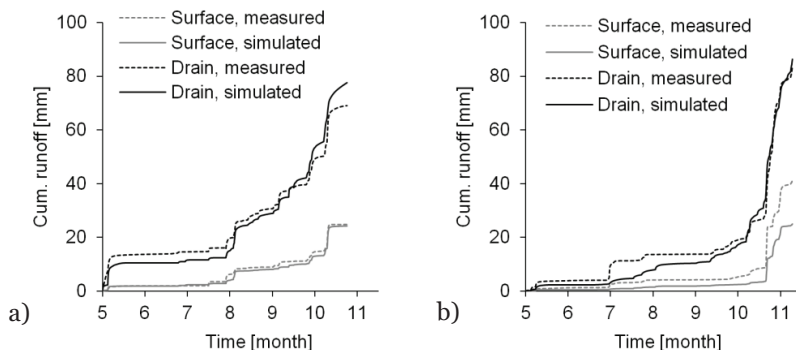 Surface, measured
Surface, simulated
Drain, measured
Drain, simulated
100
80
60
40
20
0
Cum. runoff [mm]
5 6 7 8 9 10 11
Time [month]
a)
Surface, measured
Surface, simulated
Drain, measured
Drain, simulated
100
80
60
40
20
0
Cum. runoff [mm]
5 6 7 8 9 10 11
Time [month]
b)